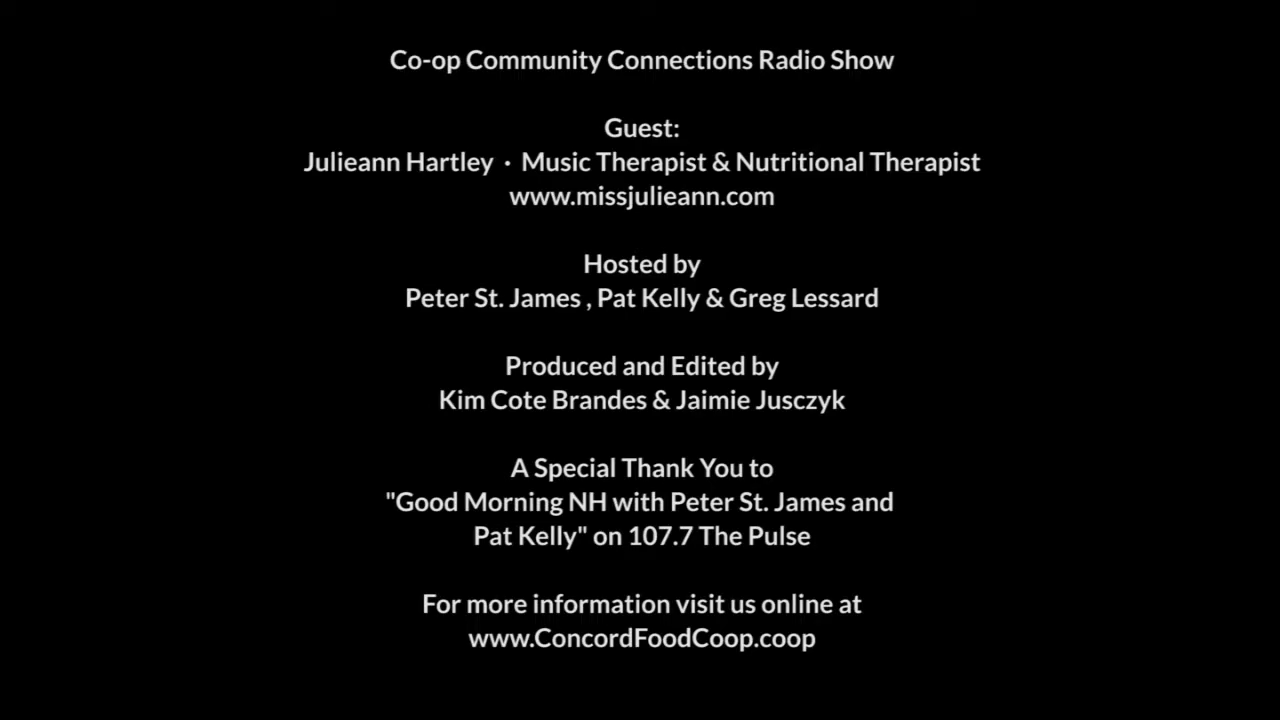 Co-op Community Connections Radio Show
Guest:
Julieann Hartley · Music Therapist & Nutritional Therapist
www.missjulieann.com
Hosted by
Peter St. James , Pat Kelly & Greg Lessard
Produced and Edited by
Kim Cote Brandes & Jaimie Jusczyk
A Special Thank You to
"Good Morning NH with Peter St. James and
Pat Kelly" on 107.7 The Pulse
For more information visit us online at
www.ConcordFoodCoop.coop